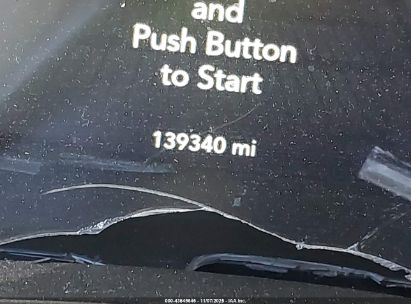 and
Push Button
to Start
139340 mi